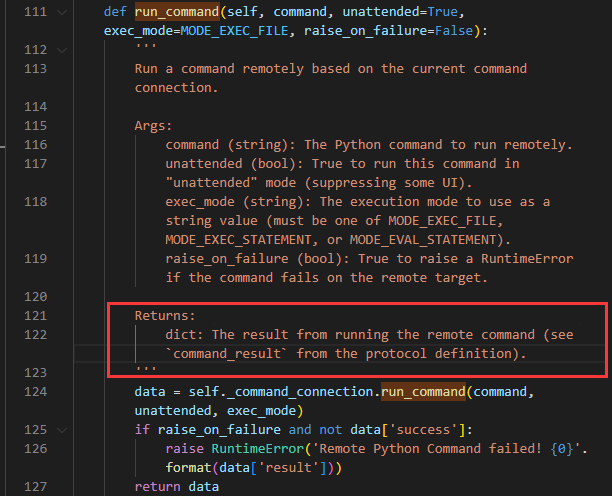 111 def run_command(self, command, unattended=True,
exec_mode=MODE_EXEC_FILE, raise_on_failure=False):
112 '''
113 Run a command remotely based on the current command
connection.
114
115 Args:
116 command (string): The Python command to run remotely.
117 unattended (bool): True to run this command in
"unattended" mode (suppressing some UI).
118 exec_mode (string): The execution mode to use as a
string value (must be one of MODE_EXEC_FILE,
MODE_EXEC_STATEMENT, or MODE_EVAL_STATEMENT).
119 raise_on_failure (bool): True to raise a RuntimeError
if the command fails on the remote target.
120
121 Returns:
122 dict: The result from running the remote command (see
`command_result` from the protocol definition).
123 '''
124 data = self._command_connection.run_command(command,
unattended, exec_mode)
125 if raise_on_failure and not data['success']:
126 raise RuntimeError('Remote Python Command failed! {0}'.
format(data['result']))
127 return data